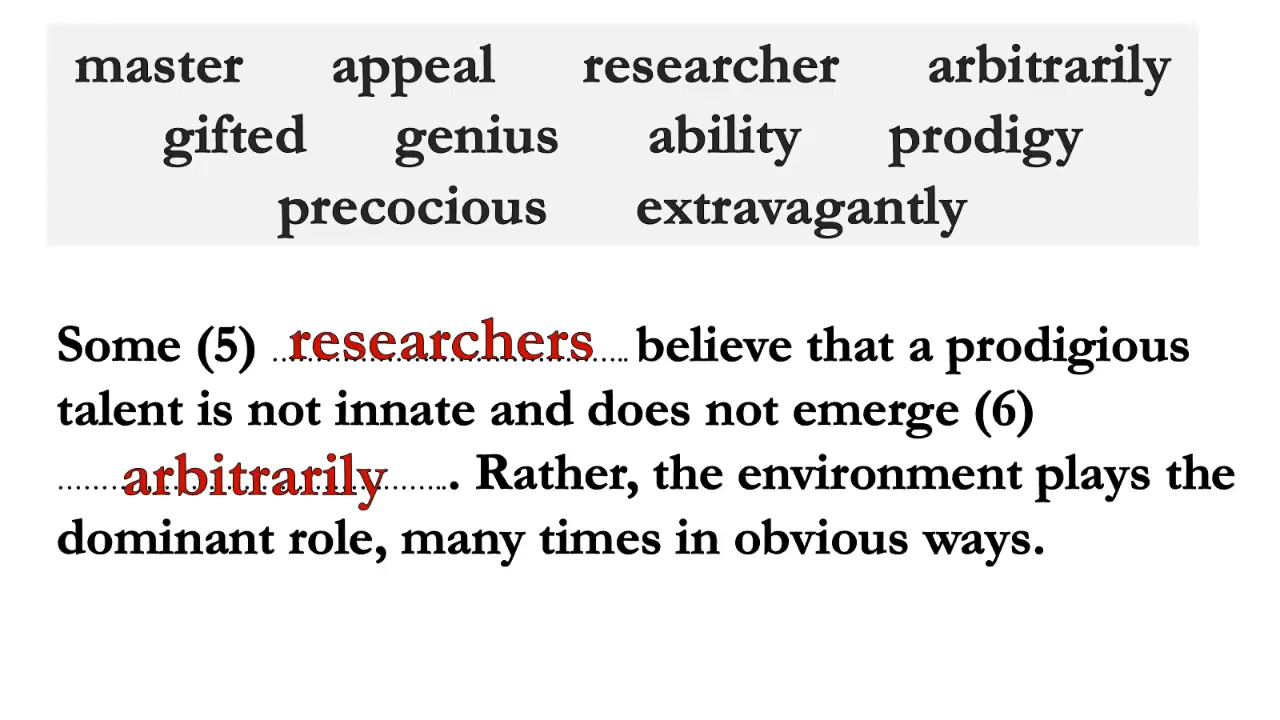 master appeal researcher arbitrarily
gifted genius ability prodigy
precocious extravagantly
Some (5) researchers believe that a prodigious
talent is not innate and does not emerge (6)
arbitrarily. Rather, the environment plays the
dominant role, many times in obvious ways.